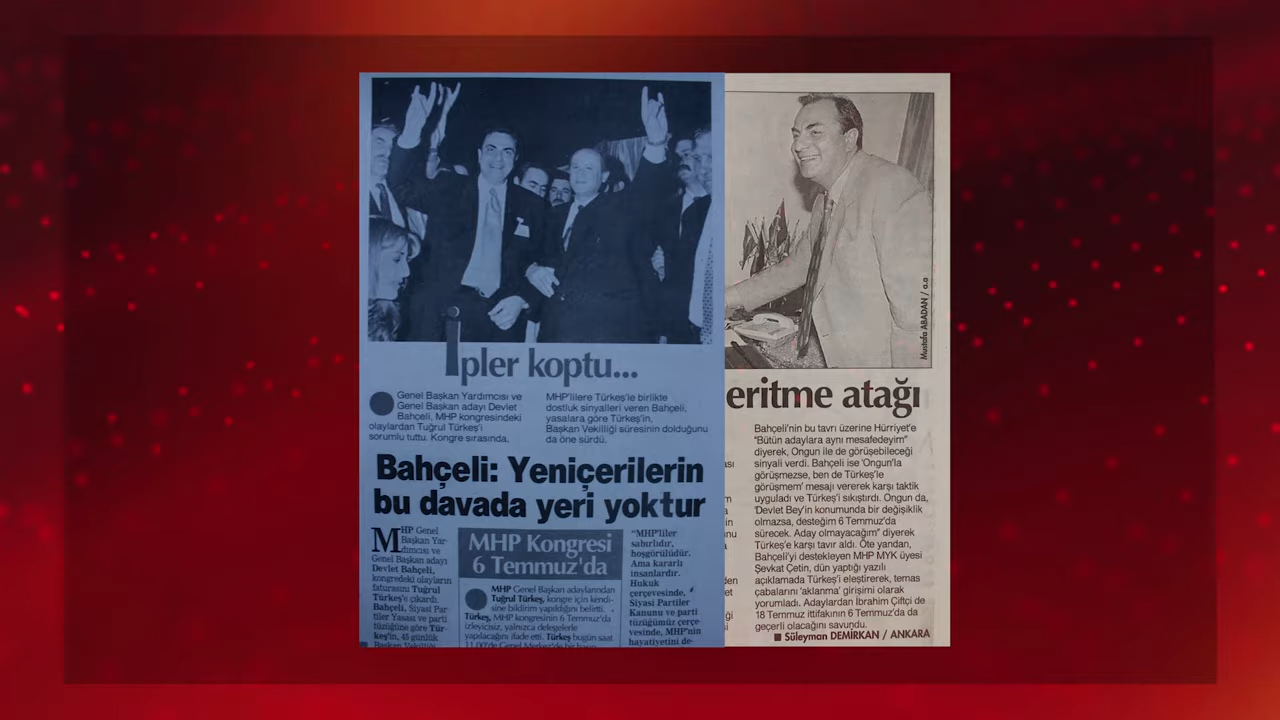 İpler koptu...
Genel Başkan Yardımcısı ve
Genel Başkan adayı Devlet
Bahçeli, MHP kongresindeki
olaylardan Tuğrul Türkeş'i
sorumlu tuttu. Kongre sırasında,
MHP'lilere Türkeş'le birlikte
dostluk sinyalleri veren Bahçeli,
yasalara göre Türkeş'in,
Başkan Vekilliği süresinin dolduğunu
da öne sürdü.
Bahçeli: Yeniçerilerin
bu davada yeri yoktur
MHP Genel
Başkan Yar-
dımcısı ve
Genel Başkan adayı
Devlet Bahçeli,
kongredeki olayların
faturasını Tuğrul
Türkeş'e çıkardı.
Bahçeli, Siyasi Par-
tiler Yasası ve parti
tüzüğüne göre Tür-
keş'in, 45 günlük
Başkan Vekilliği
MHP Kongresi
6 Temmuz'da
MHP Genel Başkan adaylarından
Tuğrul Türkeş, kongre için kendi-
sine bildirim yapıldığını belirtti.
Türkeş, MHP kongresinin 6 Temmuz'da
izleyicisiz, yalnızca delegelerle
yapılacağını ifade etti. Türkeş bugün saat
11.00'de Genel Merkez'de bir basın
"MHP'liler
sabırlıdır,
hoşgörülüdür.
Ama kararlı
insanlardır.
Hukuk
çerçevesinde,
Siyasi Partiler
Kanunu ve parti
tüzüğümüz çerçe-
vesinde, MHP'nin
hayatiyetini de-
Mustafa ABADAN / a.a
eritme atağı
Bahçeli'nin bu tavrı üzerine Hürriyet'e
"Bütün adaylara aynı mesafedeyim"
diyerek, Ongun ile de görüşebileceği
sinyali verdi. Bahçeli ise 'Ongun'la
görüşmezse, ben de Türkeş'le
görüşmem' mesajı vererek karşı taktik
uyguladı ve Türkeş'i sıkıştırdı. Ongun da,
'Devlet Bey'in konumunda bir değişiklik
olmazsa, desteğim 6 Temmuz'da
sürecek. Aday olmayacağım" diyerek
Türkeş'e karşı tavır aldı. Öte yandan,
Bahçeli'yi destekleyen MHP MYK üyesi
Şevkat Çetin, dün yaptığı yazılı
açıklamada Türkeş'i eleştirerek, temas
çabalarını 'aklanma' girişimi olarak
yorumladı. Adaylardan İbrahim Çiftçi de
18 Temmuz ittifakının 6 Temmuz'da da
geçerli olacağını savundu.
Süleyman DEMİRKAN / ANKARA